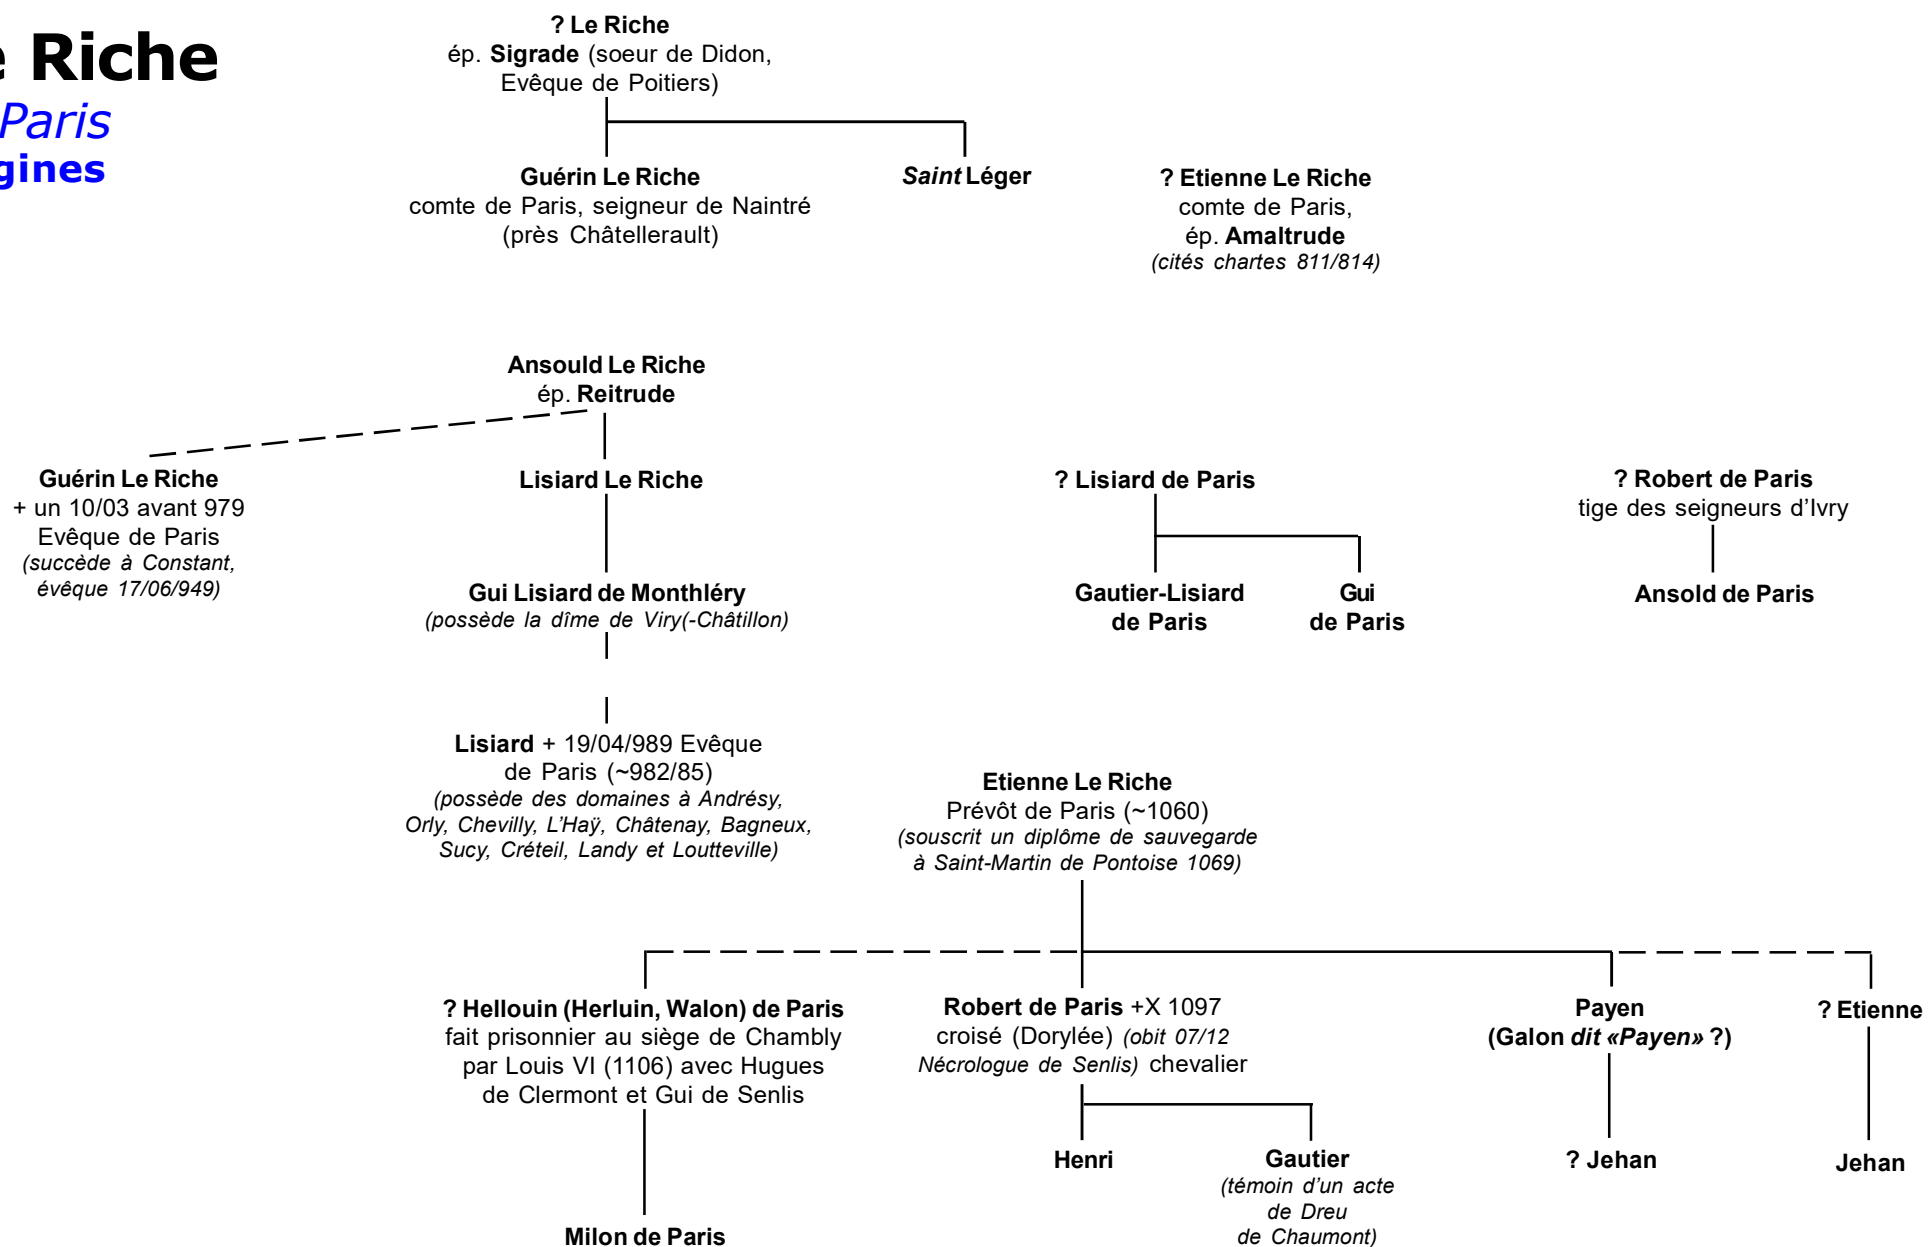 e Riche
Paris
gines
? Le Riche
ép. Sigrade (soeur de Didon,
Evêque de Poitiers)
Guérin Le Riche
comte de Paris, seigneur de Naintré
(près Châtellerault)
Saint Léger
? Etienne Le Riche
comte de Paris,
ép. Amaltrude
(cités chartes 811/814)
Ansould Le Riche
ép. Reitrude
Guérin Le Riche
+ un 10/03 avant 979
Evêque de Paris
(succède à Constant,
évêque 17/06/949)
Lisiard Le Riche
? Lisiard de Paris
? Robert de Paris
tige des seigneurs d'Ivry
Gui Lisiard de Monthléry
(possède la dîme de Viry(-Châtillon)
Gautier-Lisiard
de Paris
Gui
de Paris
Ansold de Paris
Lisiard + 19/04/989 Evêque
de Paris (~982/85)
(possède des domaines à Andrésy,
Orly, Chevilly, L'Haÿ, Châtenay, Bagneux,
Sucy, Créteil, Landy et Loutteville)
Etienne Le Riche
Prévôt de Paris (~1060)
(souscrit un diplôme de sauvegarde
à Saint-Martin de Pontoise 1069)
? Hellouin (Herluin, Walon) de Paris
fait prisonnier au siège de Chambly
par Louis VI (1106) avec Hugues
de Clermont et Gui de Senlis
Robert de Paris +X 1097
croisé (Dorylée) (obit 07/12
Nécrologue de Senlis) chevalier
Payen
(Galon dit «Payen» ?)
? Etienne
Henri
Gautier
(témoin d'un acte
de Dreu
de Chaumont)
? Jehan
Jehan
Milon de Paris